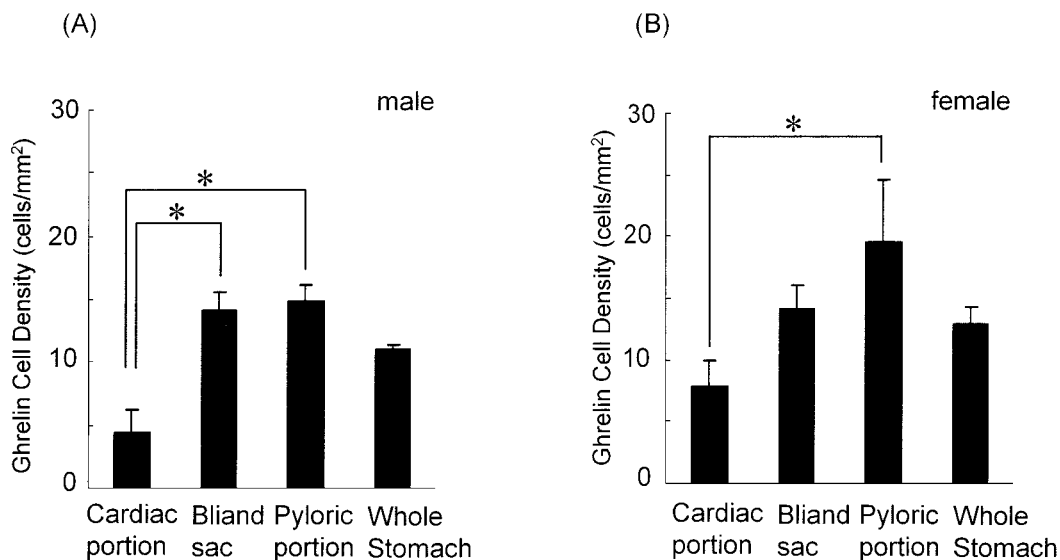 (A)
male
Ghrelin Cell Density (cells/mm²)
30
20
10
0
*
*
Cardiac portion
Bliand sac
Pyloric portion
Whole Stomach
(B)
female
Ghrelin Cell Density (cells/mm²)
30
20
10
0
*
Cardiac portion
Bliand sac
Pyloric portion
Whole Stomach